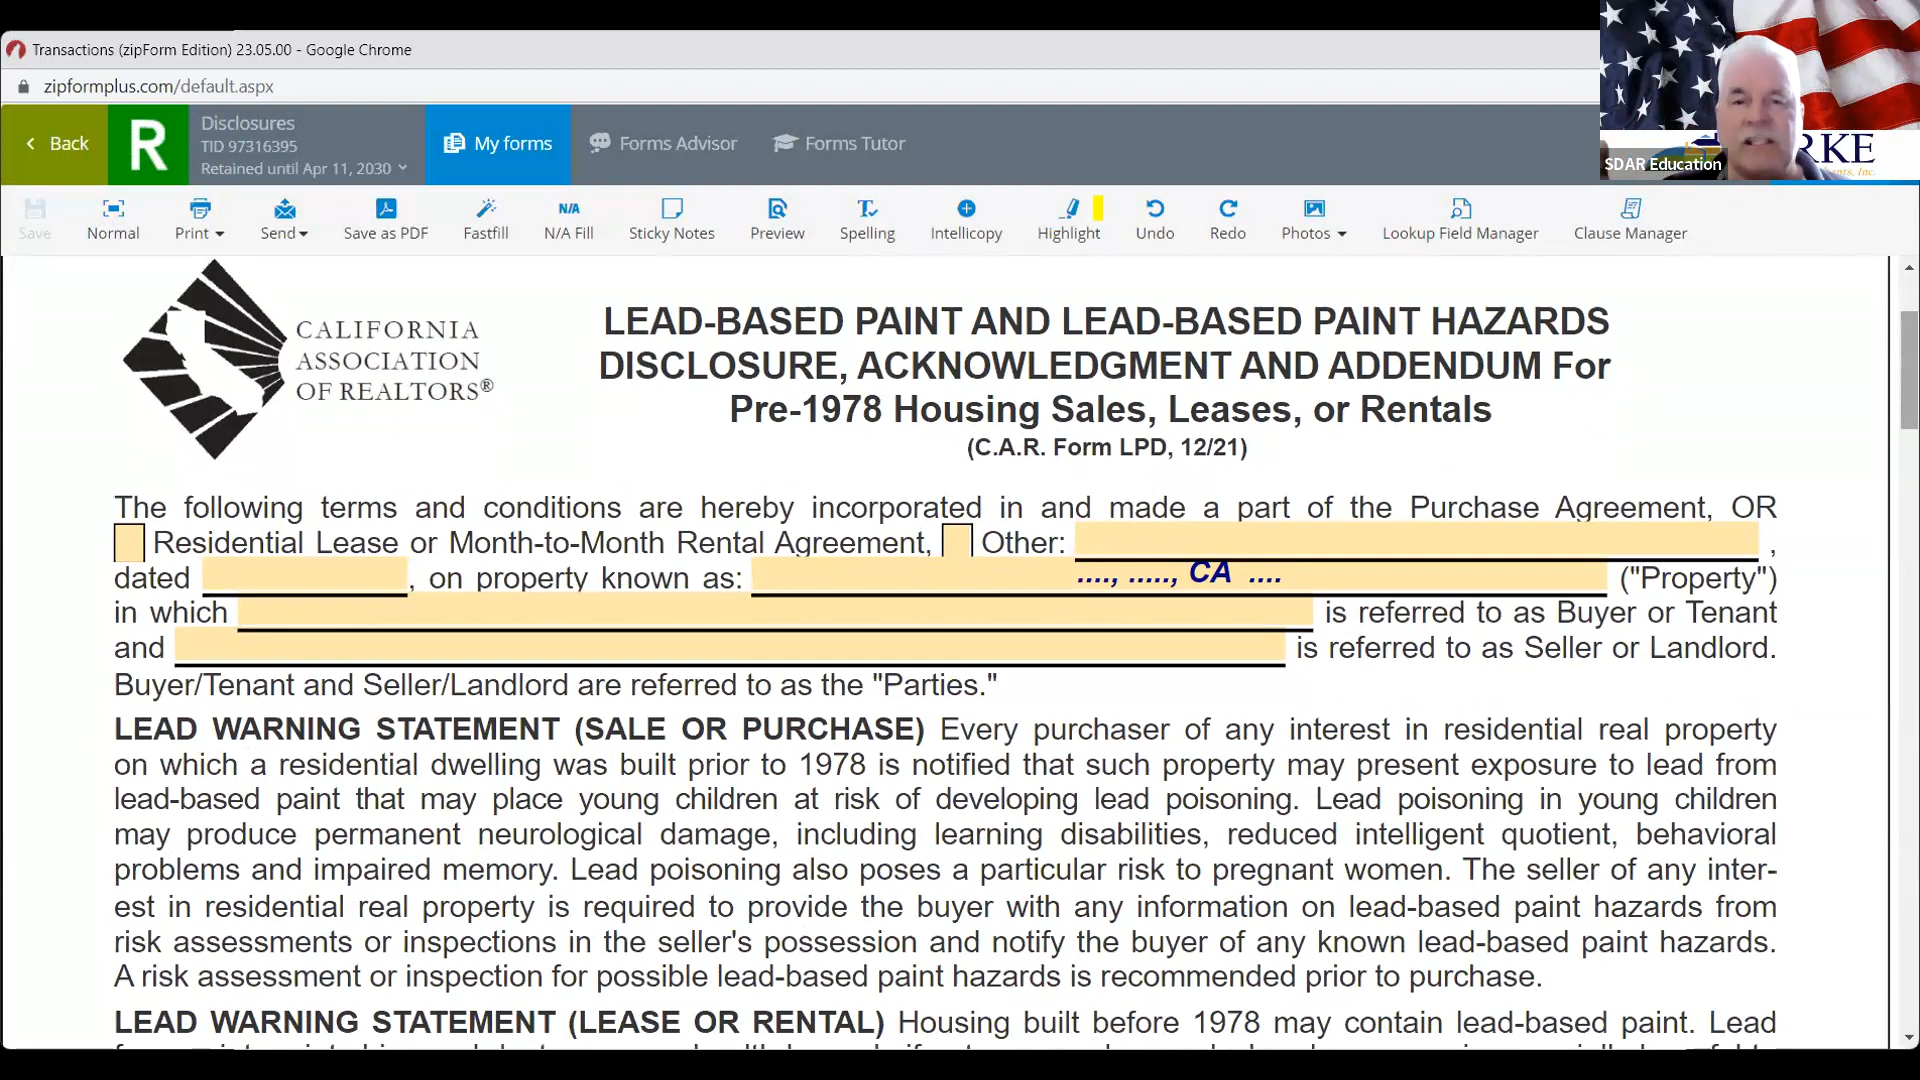 Transactions (zipForm Edition) 23.05.00 - Google Chrome
zipformplus.com/default.aspx
Back
R
Disclosures
TID 97316395
Retained until Apr 11, 2030
My forms
Forms Advisor
Forms Tutor
SDAR Education
RKE
Save
Normal
Print
Send
Save as PDF
Fastfill
N/A
N/A Fill
Sticky Notes
Preview
Spelling
Intellicopy
Highlight
Undo
Redo
Photos
Lookup Field Manager
Clause Manager
CALIFORNIA
ASSOCIATION
OF REALTORS®
LEAD-BASED PAINT AND LEAD-BASED PAINT HAZARDS
DISCLOSURE, ACKNOWLEDGMENT AND ADDENDUM For
Pre-1978 Housing Sales, Leases, or Rentals
(C.A.R. Form LPD, 12/21)
The following terms and conditions are hereby incorporated in and made a part of the Purchase Agreement, OR
Residential Lease or Month-to-Month Rental Agreement, Other: ,
dated , on property known as: ...., ....., CA .... ("Property")
in which is referred to as Buyer or Tenant
and is referred to as Seller or Landlord.
Buyer/Tenant and Seller/Landlord are referred to as the "Parties."
LEAD WARNING STATEMENT (SALE OR PURCHASE) Every purchaser of any interest in residential real property
on which a residential dwelling was built prior to 1978 is notified that such property may present exposure to lead from
lead-based paint that may place young children at risk of developing lead poisoning. Lead poisoning in young children
may produce permanent neurological damage, including learning disabilities, reduced intelligent quotient, behavioral
problems and impaired memory. Lead poisoning also poses a particular risk to pregnant women. The seller of any inter-
est in residential real property is required to provide the buyer with any information on lead-based paint hazards from
risk assessments or inspections in the seller's possession and notify the buyer of any known lead-based paint hazards.
A risk assessment or inspection for possible lead-based paint hazards is recommended prior to purchase.
LEAD WARNING STATEMENT (LEASE OR RENTAL) Housing built before 1978 may contain lead-based paint. Lead